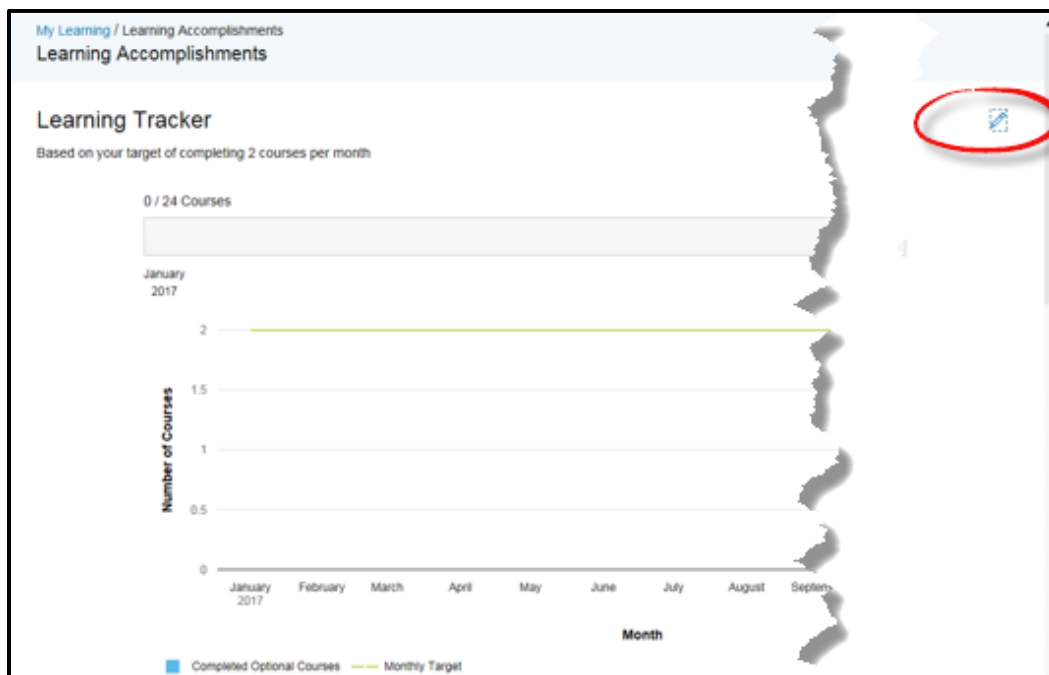 My Learning / Learning Accomplishments
Learning Accomplishments
Learning Tracker
Based on your target of completing 2 courses per month
0 / 24 Courses
January
2017
2
1.5
1
0.5
0
Number of Courses
January February March April May June July August Septem
2017
Month
Completed Optional Courses Monthly Target